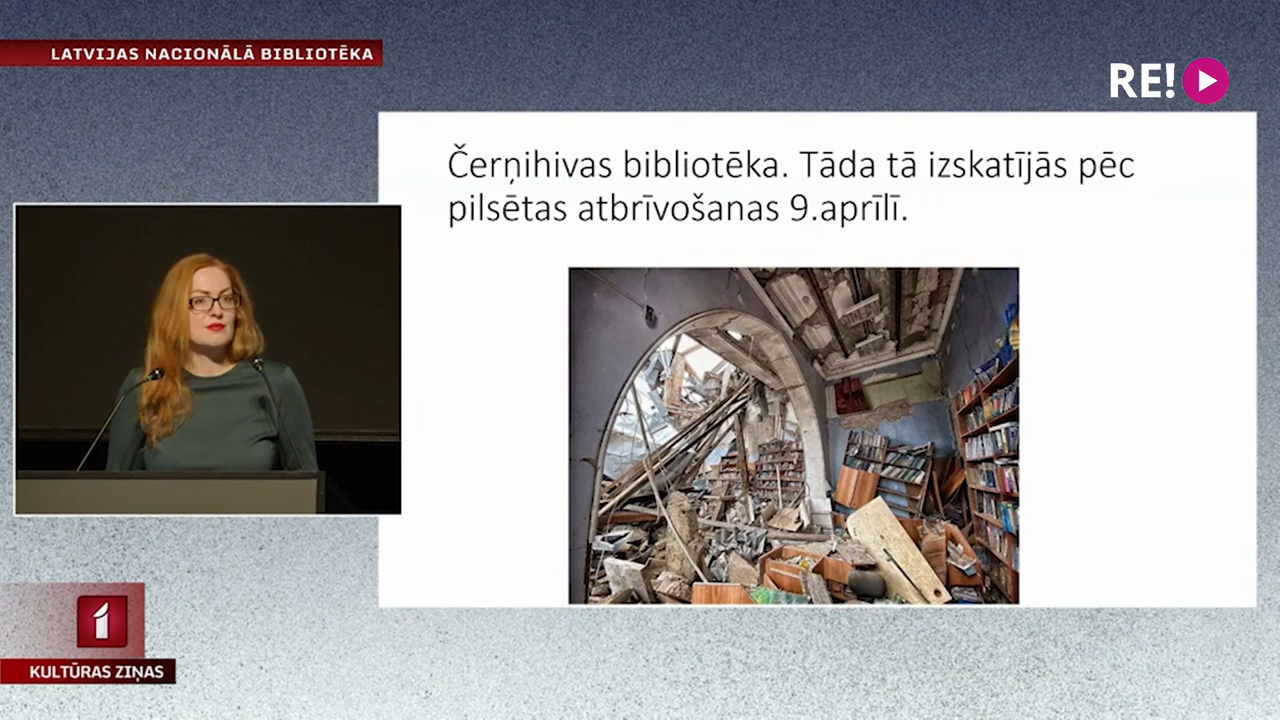 LATVIJAS NACIONĀLĀ BIBLIOTĒKA
RE!
Čerņihivas bibliotēka. Tāda tā izskatījās pēc
pilsētas atbrīvošanas 9.aprīlī.
1
KULTŪRAS ZIŅAS